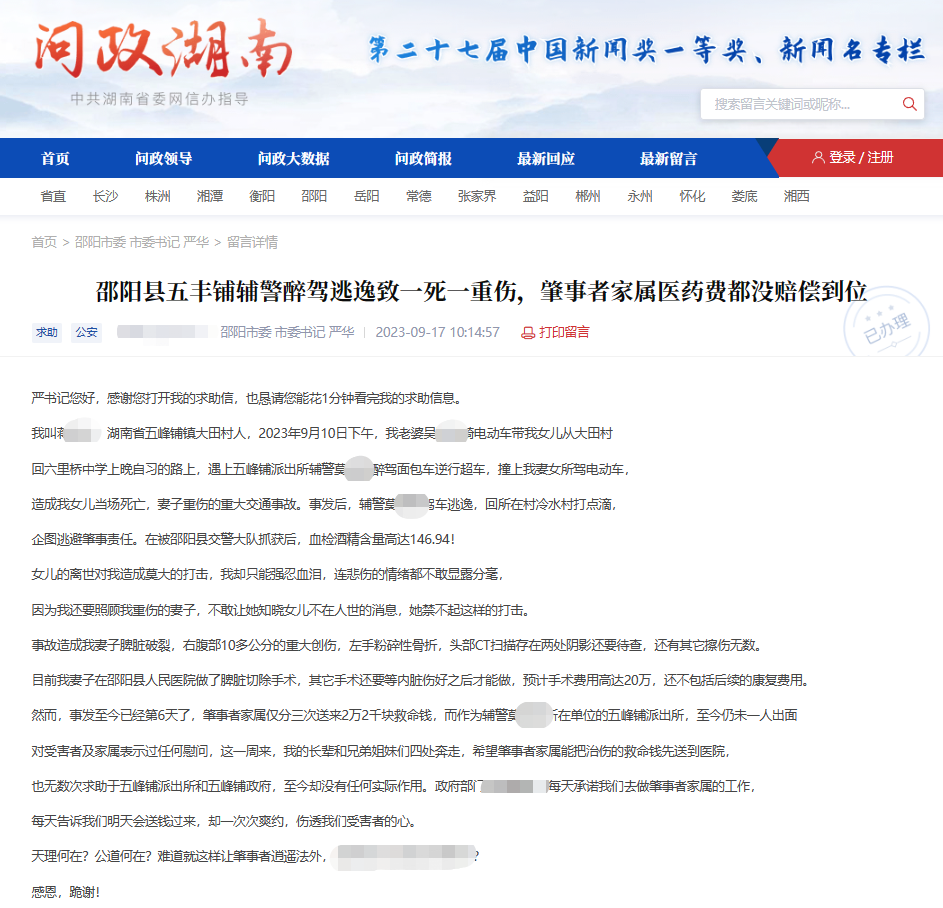 问政湖南
中共湖南省委网信办指导
第二十七届中国新闻奖一等奖、新闻名专栏
搜索留言关键词或昵称...
首页 问政领导 问政大数据 问政简报 最新回应 最新留言 登录 / 注册
省直 长沙 株洲 湘潭 衡阳 邵阳 岳阳 常德 张家界 益阳 郴州 永州 怀化 娄底 湘西
首页 > 邵阳市委 市委书记 严华 > 留言详情
邵阳县五丰铺辅警醉驾逃逸致一死一重伤，肇事者家属医药费都没赔偿到位
求助 公安 邵阳市委 市委书记 严华 2023-09-17 10:14:57 打印留言
已办理
严书记您好，感谢您打开我的求助信，也恳请您能花1分钟看完我的求助信息。
我叫蒋 湖南省五峰铺镇大田村人，2023年9月10日下午，我老婆吴 骑电动车带我女儿从大田村
回六里桥中学上晚自习的路上，遇上五峰铺派出所辅警莫 醉驾面包车逆行超车，撞上我妻女所驾电动车，
造成我女儿当场死亡，妻子重伤的重大交通事故。事发后，辅警莫 驾车逃逸，回所在村冷水村打点滴，
企图逃避肇事责任。在被邵阳县交警大队抓获后，血检酒精含量高达146.94！
女儿的离世对我造成莫大的打击，我却只能强忍血泪，连悲伤的情绪都不敢显露分毫，
因为我还要照顾我重伤的妻子，不敢让她知晓女儿不在人世的消息，她禁不起这样的打击。
事故造成我妻子脾脏破裂，右腹部10多公分的重大创伤，左手粉碎性骨折，头部CT扫描存在两处阴影还要待查，还有其它擦伤无数。
目前我妻子在邵阳县人民医院做了脾脏切除手术，其它手术还要等内脏伤好之后才能做，预计手术费用高达20万，还不包括后续的康复费用。
然而，事发至今已经第6天了，肇事者家属仅分三次送来2万2千块救命钱，而作为辅警莫 所在单位的五峰铺派出所，至今仍未一人出面
对受害者及家属表示过任何慰问，这一周来，我的长辈和兄弟姐妹们四处奔走，希望肇事者家属能把治伤的救命钱先送到医院，
也无数次求助于五峰铺派出所和五峰铺政府，至今却没有任何实际作用。政府部门 每天承诺我们去做肇事者家属的工作，
每天告诉我们明天会送钱过来，却一次次爽约，伤透我们受害者的心。
天理何在？公道何在？难道就这样让肇事者逍遥法外， ？
感恩，跪谢！